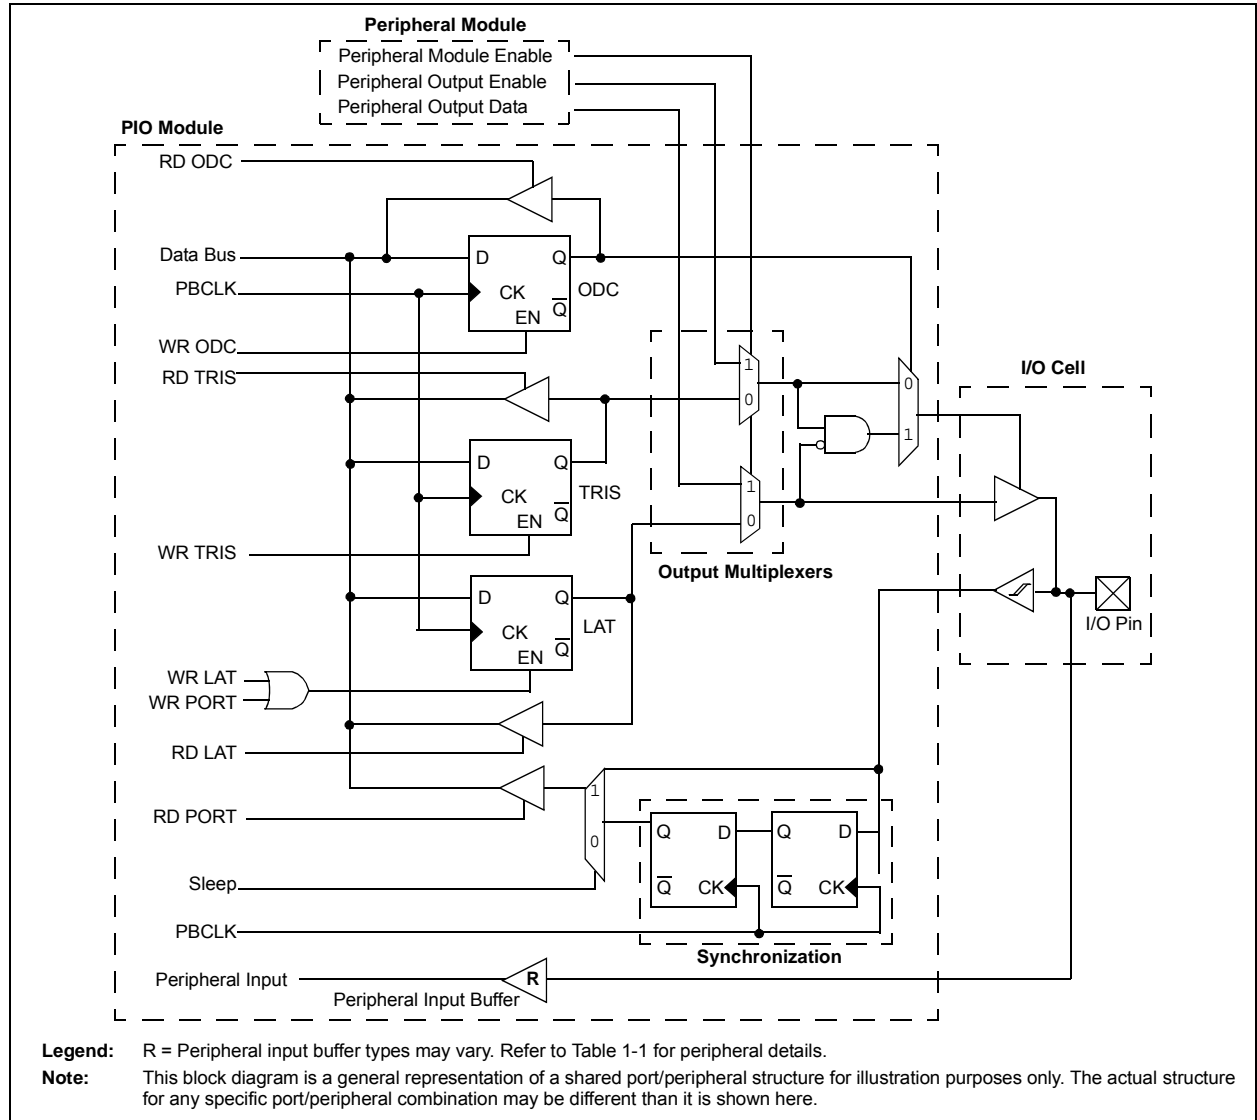 Peripheral Module
Peripheral Module Enable
Peripheral Output Enable
Peripheral Output Data
PIO Module
RD ODC
Data Bus
D
Q
PBCLK
CK
ODC
EN
Q
WR ODC
RD TRIS
1
0
I/O Cell
0
1
D
Q
CK
TRIS
EN
Q
1
0
WR TRIS
Output Multiplexers
D
Q
CK
LAT
EN
Q
I/O Pin
WR LAT
WR PORT
RD LAT
1
0
RD PORT
Q
D
Q
D
Q
CK
Q
CK
Sleep
PBCLK
Synchronization
Peripheral Input
R
Peripheral Input Buffer
Legend: R = Peripheral input buffer types may vary. Refer to Table 1-1 for peripheral details.
Note: This block diagram is a general representation of a shared port/peripheral structure for illustration purposes only. The actual structure
for any specific port/peripheral combination may be different than it is shown here.